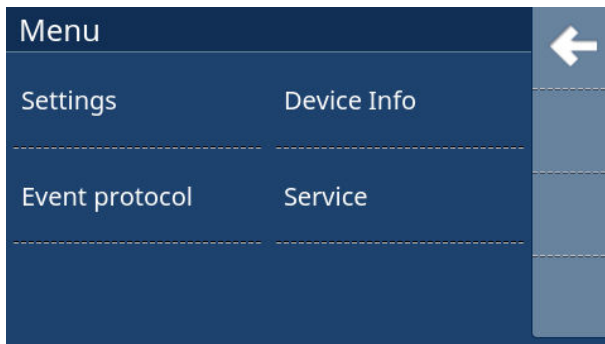 Menu
Settings
Device Info
Event protocol
Service